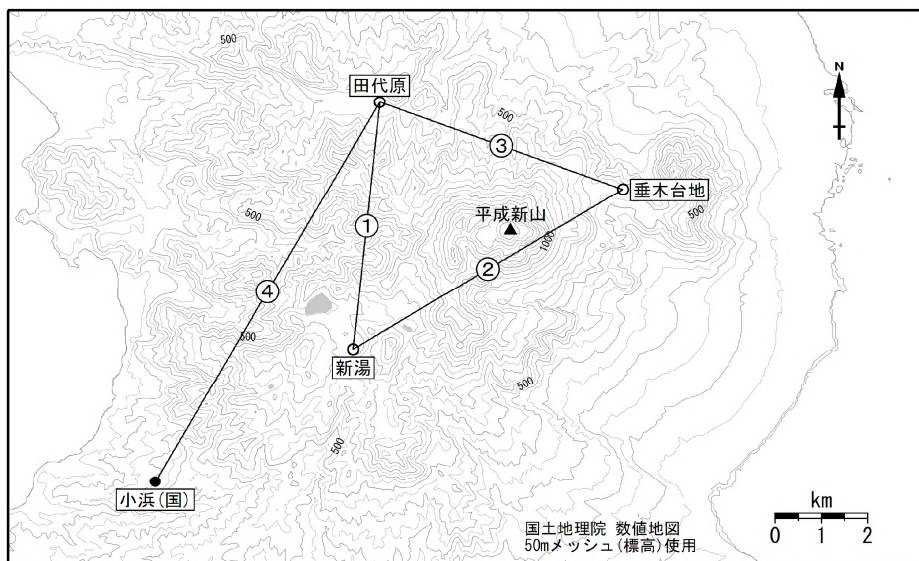 500
田代原
N
500
③
垂木台地
500
500
平成新山
①
1000
②
④
500
新湯
500
500
小浜(国)
km
国土地理院 数値地図
50mメッシュ(標高)使用
0 1 2